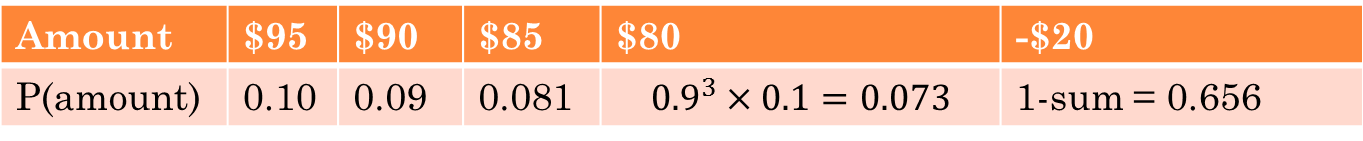 Amount $95 $90 $85 $80 -$20
P(amount) 0.10 0.09 0.081 0.9³ × 0.1 = 0.073 1-sum = 0.656